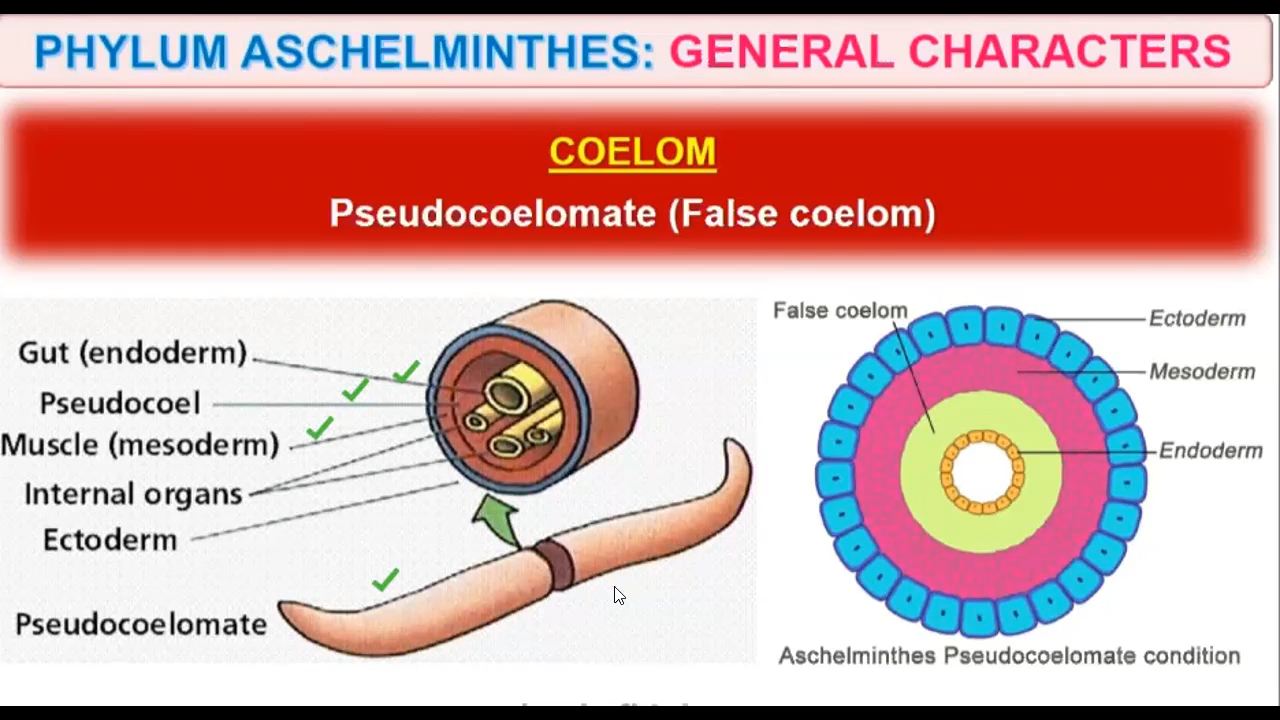 PHYLUM ASCHELMINTHES: GENERAL CHARACTERS
COELOM
Pseudocoelomate (False coelom)
Gut (endoderm)
Pseudocoel
Muscle (mesoderm)
Internal organs
Ectoderm
Pseudocoelomate
False coelom
Ectoderm
Mesoderm
Endoderm
Aschelminthes Pseudocoelomate condition